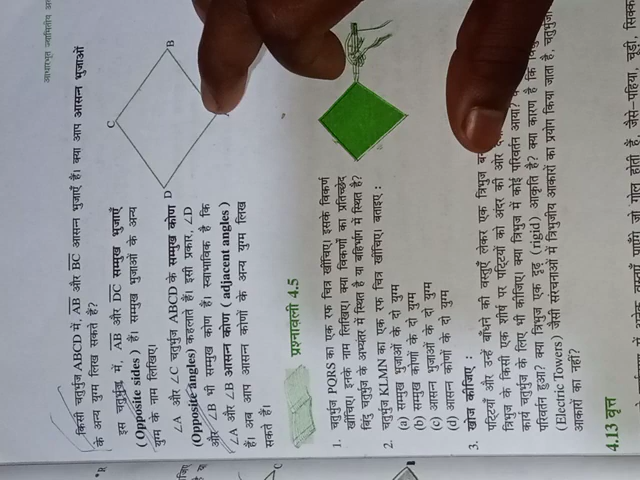 आधारभूत ज्यामितीय
किसी चतुर्भुज ABCD में, AB और BC आसन्न भुजाएँ हैं। क्या आप आसन्न भुजाओं
के अन्य युग्म लिख सकते हैं?
इस चतुर्भुज में, AB और DC सम्मुख भुजाएँ
(Opposite sides) हैं। सम्मुख भुजाओं के अन्य
युग्म के नाम लिखिए।
∠A और ∠C चतुर्भुज ABCD के सम्मुख कोण
(Opposite angles) कहलाते हैं। इसी प्रकार, ∠D
और ∠B भी सम्मुख कोण हैं। स्वाभाविक है कि
∠A और ∠B आसन्न कोण (adjacent angles)
हैं। अब आप आसन्न कोणों के अन्य युग्म लिख
सकते हैं।
C
B
D
प्रश्नावली 4.5
1. चतुर्भुज PQRS का एक रफ चित्र खींचिए। इसके विकर्ण
खींचिए। इनके नाम लिखिए। क्या विकर्णों का प्रतिच्छेद
बिंदु चतुर्भुज के अभ्यंतर में स्थित है या बहिर्भाग में स्थित है?
2. चतुर्भुज KLMN का एक रफ चित्र खींचिए। बताइए :
(a) सम्मुख भुजाओं के दो युग्म
(b) सम्मुख कोणों के दो युग्म
(c) आसन्न भुजाओं के दो युग्म
(d) आसन्न कोणों के दो युग्म
3. खोज कीजिए :
पट्टियाँ और उन्हें बाँधने की वस्तुएँ लेकर एक त्रिभुज
त्रिभुज के किसी एक शीर्ष पर पट्टियों को अंदर की ओर
कार्य चतुर्भुज के लिए भी कीजिए। क्या त्रिभुज में कोई परिवर्तन आया?
परिवर्तन हुआ? क्या त्रिभुज एक दृढ़ (rigid) आकृति है? क्या कारण है कि
(Electric Towers) जैसी संरचनाओं में त्रिभुजीय आकारों का प्रयोग किया जाता है,
आकारों का नहीं?
4.13 वृत्त